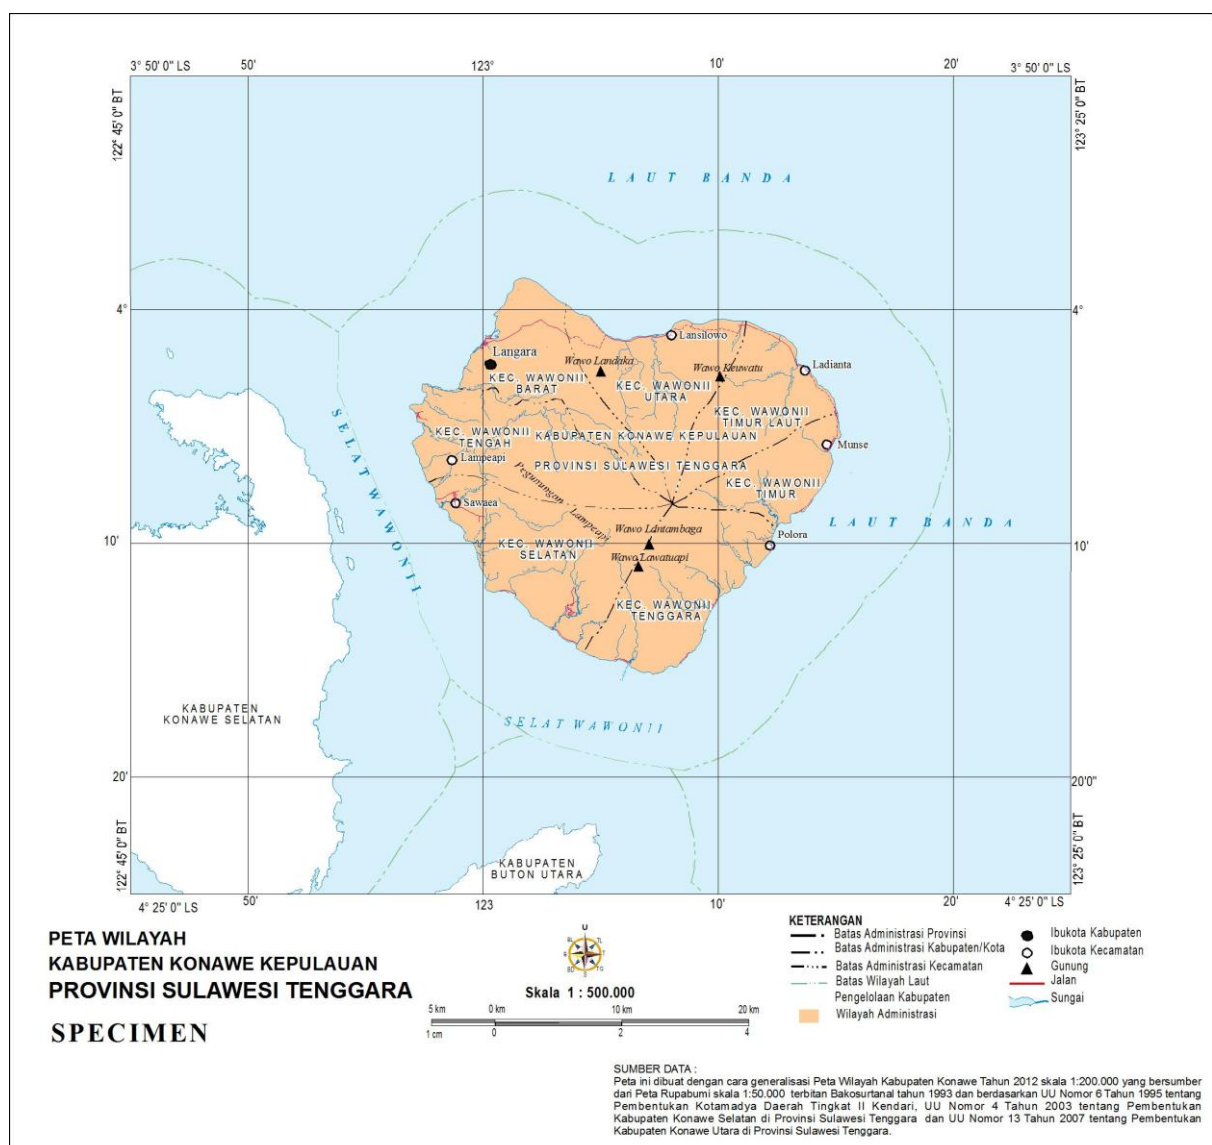 3° 50' 0" LS
50'
123°
10'
20'
3° 50' 0" LS
122° 45' 0" BT
123° 25' 0" BT
LAUT BANDA
4°
4°
Lansilowo
Langara
Wawo Landaka
Wawo Keuwatu
Ladianta
KEC. WAWONII
BARAT
KEC. WAWONII
UTARA
KEC. WAWONII
TIMUR LAUT
KEC. WAWONII
TENGAH
KABUPATEN KONAWE KEPULAUAN
Munse
Lampeapi
PROVINSI SULAWESI TENGGARA
Pegunungan
Lampeapi
KEC. WAWONII
TIMUR
Sawaea
SELAT WAWONII
LAUT BANDA
Wawo Lantambaga
Polora
10'
10'
KEC. WAWONII
SELATAN
Wawo Lawatuapi
KEC. WAWONII
TENGGARA
KABUPATEN
KONAWE SELATAN
SELAT WAWONII
20'
20'0"
KABUPATEN
BUTON UTARA
122° 45' 0" BT
123° 25' 0" BT
4° 25' 0" LS
50'
123
10'
20'
4° 25' 0" LS
PETA WILAYAH
KABUPATEN KONAWE KEPULAUAN
PROVINSI SULAWESI TENGGARA
SPECIMEN
U
TL
T
TG
S
BD
B
BL
Skala 1 : 500.000
5 km 0 km 10 km 20 km
1 cm 0 2 4
KETERANGAN
Batas Administrasi Provinsi
Batas Administrasi Kabupaten/Kota
Batas Administrasi Kecamatan
Batas Wilayah Laut
Pengelolaan Kabupaten
Wilayah Administrasi
Ibukota Kabupaten
Ibukota Kecamatan
Gunung
Jalan
Sungai
SUMBER DATA :
Peta ini dibuat dengan cara generalisasi Peta Wilayah Kabupaten Konawe Tahun 2012 skala 1:200.000 yang bersumber
dari Peta Rupabumi skala 1:50.000 terbitan Bakosurtanal tahun 1993 dan berdasarkan UU Nomor 6 Tahun 1995 tentang
Pembentukan Kotamadya Daerah Tingkat II Kendari, UU Nomor 4 Tahun 2003 tentang Pembentukan
Kabupaten Konawe Selatan di Provinsi Sulawesi Tenggara dan UU Nomor 13 Tahun 2007 tentang Pembentukan
Kabupaten Konawe Utara di Provinsi Sulawesi Tenggara.